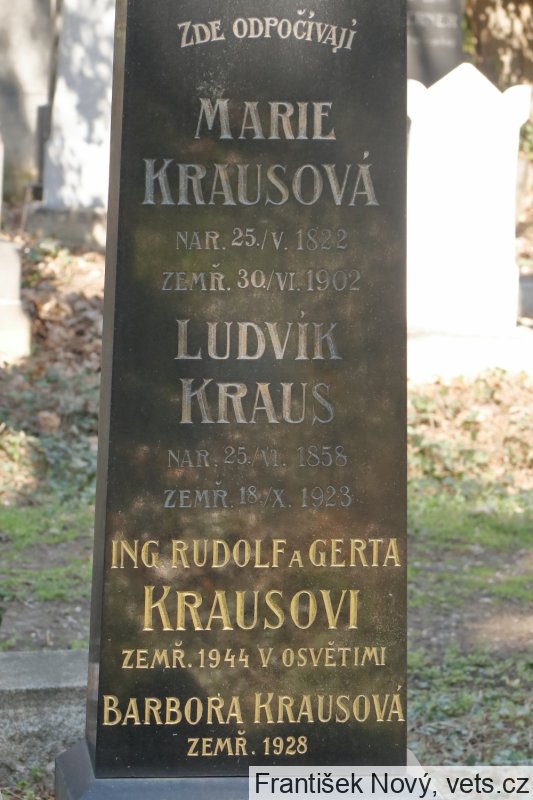 ZDE ODPOČÍVAJÍ
MARIE
KRAUSOVÁ
NAR. 25./V. 1822
ZEMŘ. 30./VI. 1902
LUDVÍK
KRAUS
NAR. 25./VI. 1858
ZEMŘ. 18./X. 1923
ING. RUDOLF A GERTA
KRAUSOVI
ZEMŘ. 1944 V OSVĚTIMI
BARBORA KRAUSOVÁ
ZEMŘ. 1928
František Nový, vets.cz